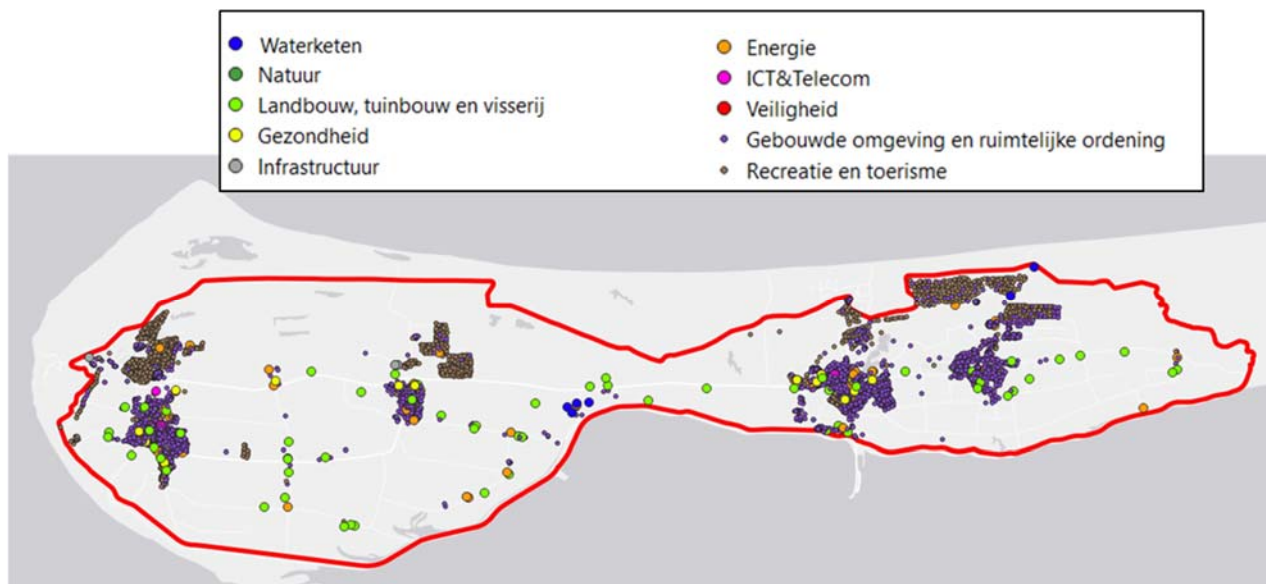 Waterketen
Natuur
Landbouw, tuinbouw en visserij
Gezondheid
Infrastructuur
Energie
ICT&Telecom
Veiligheid
Gebouwde omgeving en ruimtelijke ordening
Recreatie en toerisme